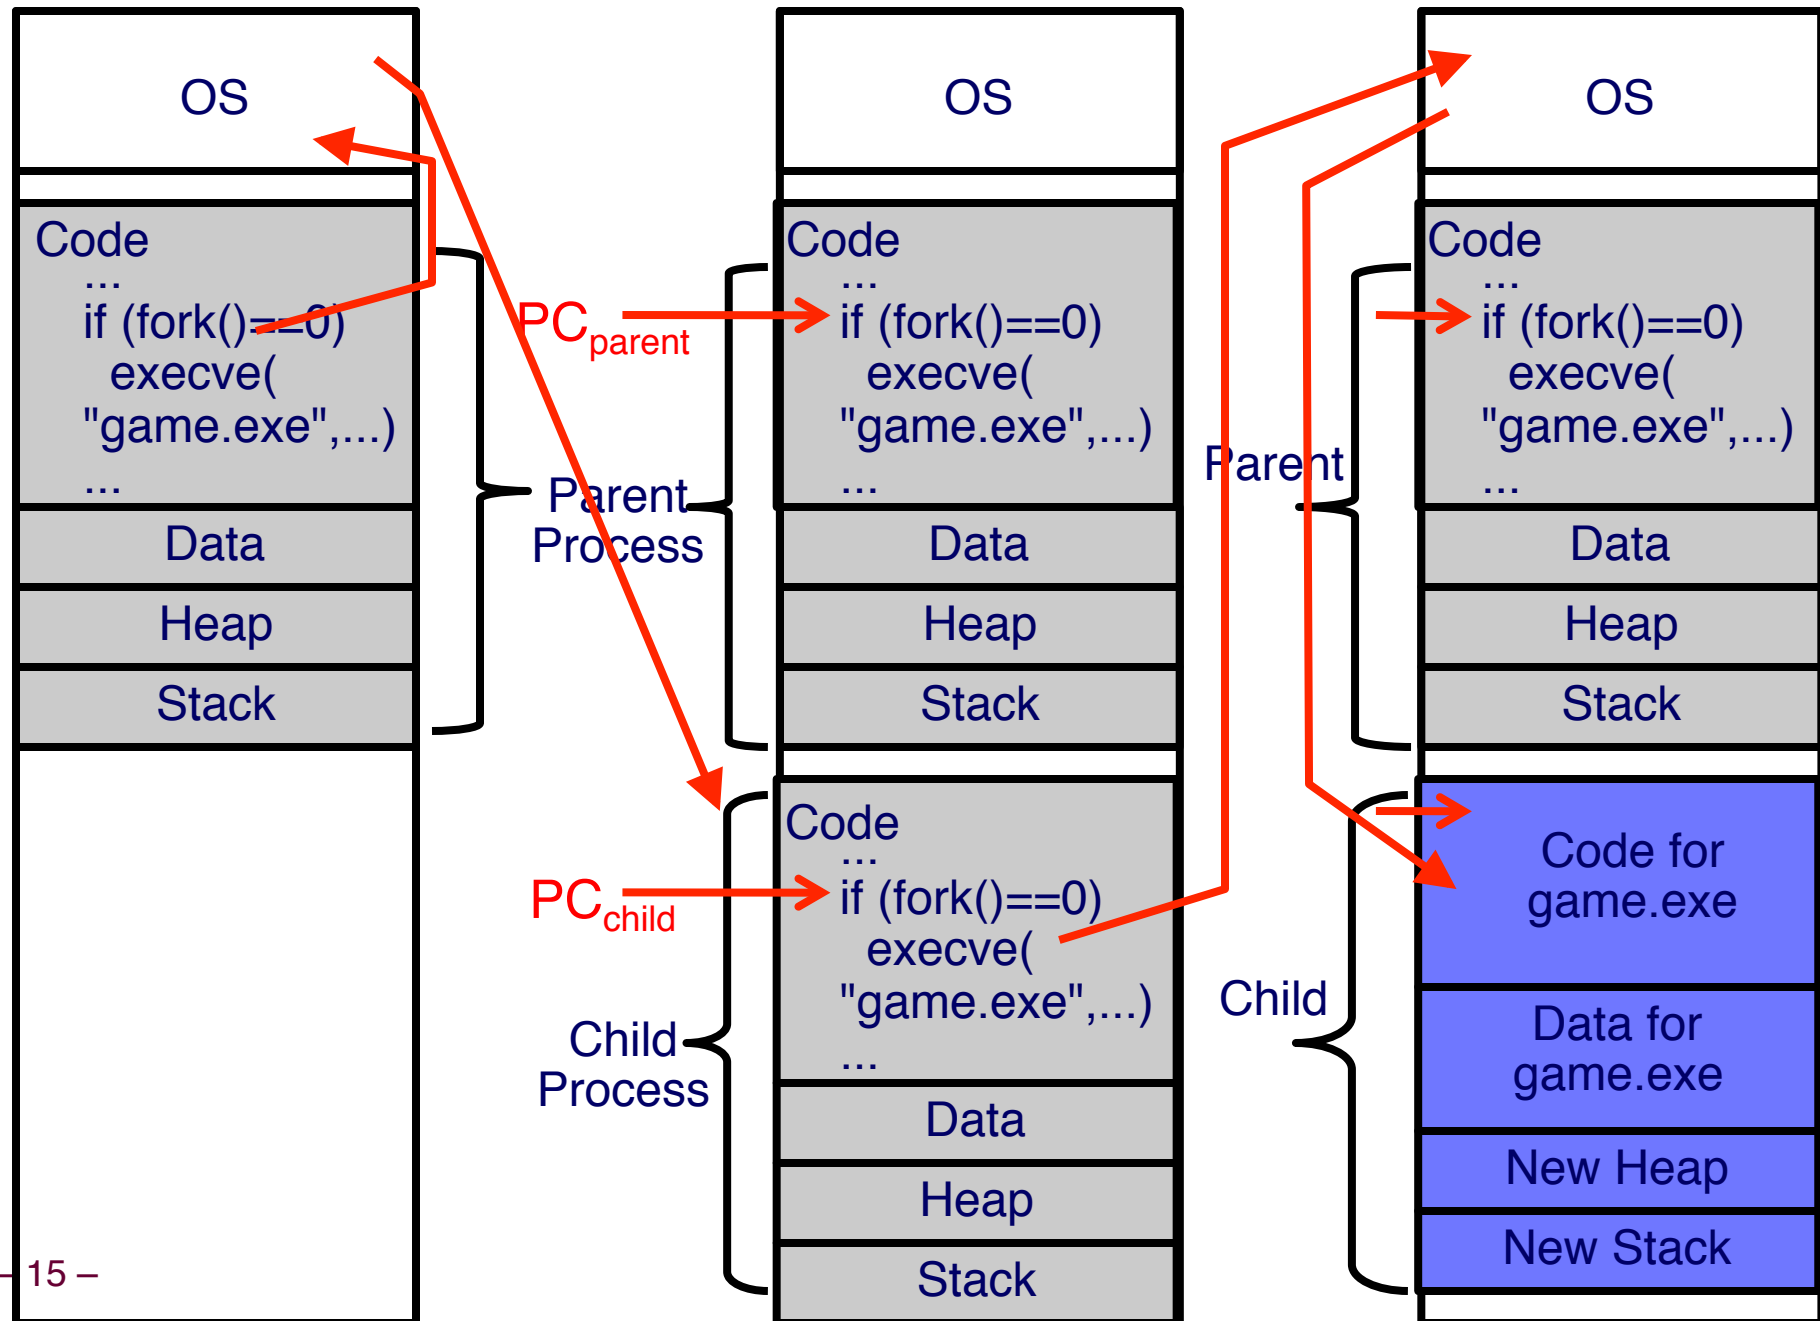 OS
Code
...
if (fork()==0)
execve(
"game.exe",...)
...
Data
Heap
Stack
Parent
Process
OS
PCparent
Code
...
if (fork()==0)
execve(
"game.exe",...)
...
Data
Heap
Stack
PCchild
Child
Process
Code
...
if (fork()==0)
execve(
"game.exe",...)
...
Data
Heap
Stack
OS
Parent
Code
...
if (fork()==0)
execve(
"game.exe",...)
...
Data
Heap
Stack
Child
Code for
game.exe
Data for
game.exe
New Heap
New Stack
– 15 –